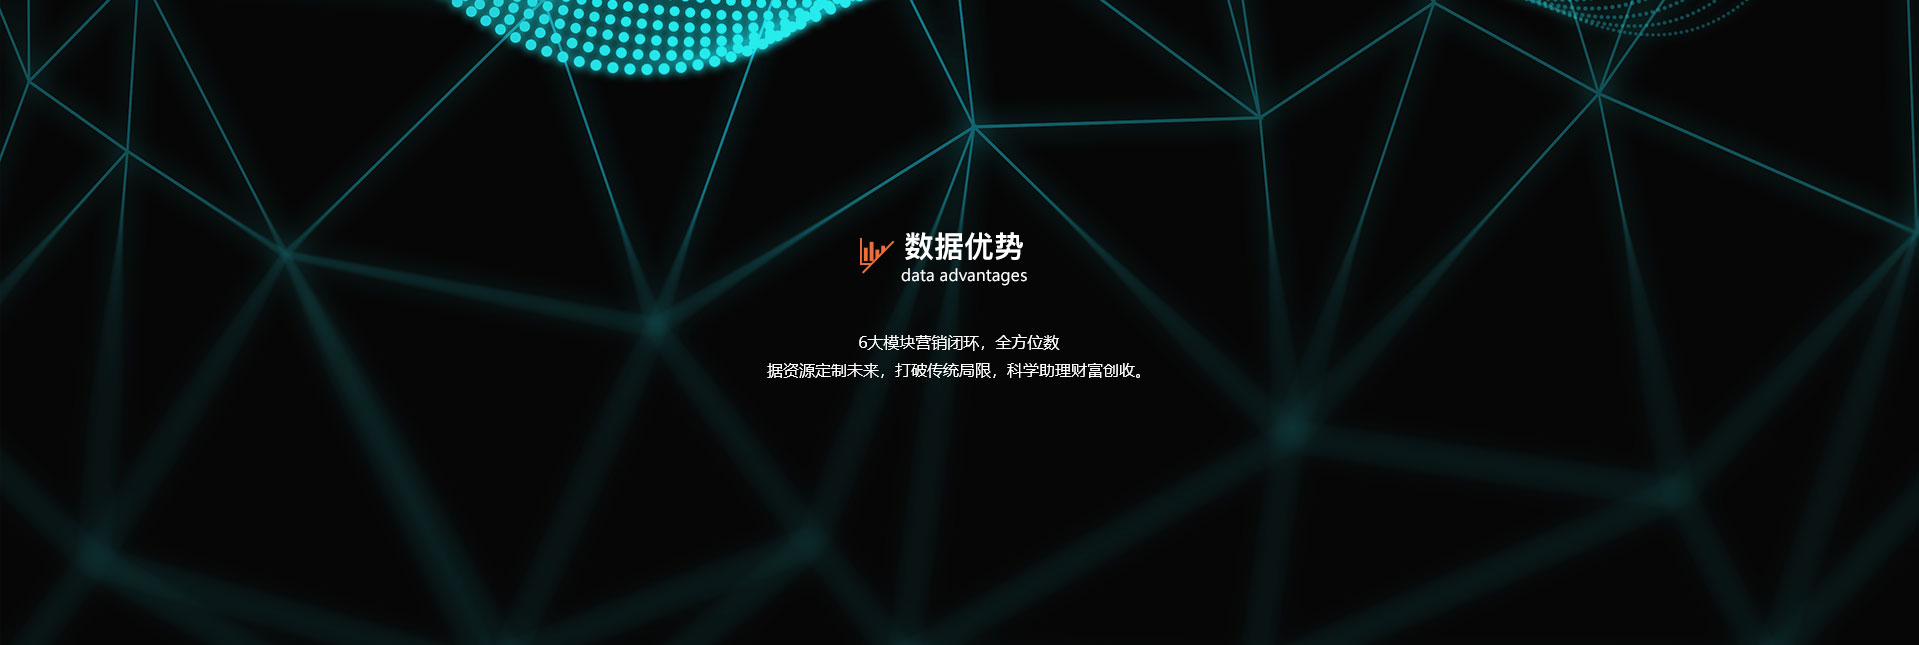 数据优势
data advantages
6大模块营销闭环，全方位数
据资源定制未来，打破传统局限，科学助理财富创收。